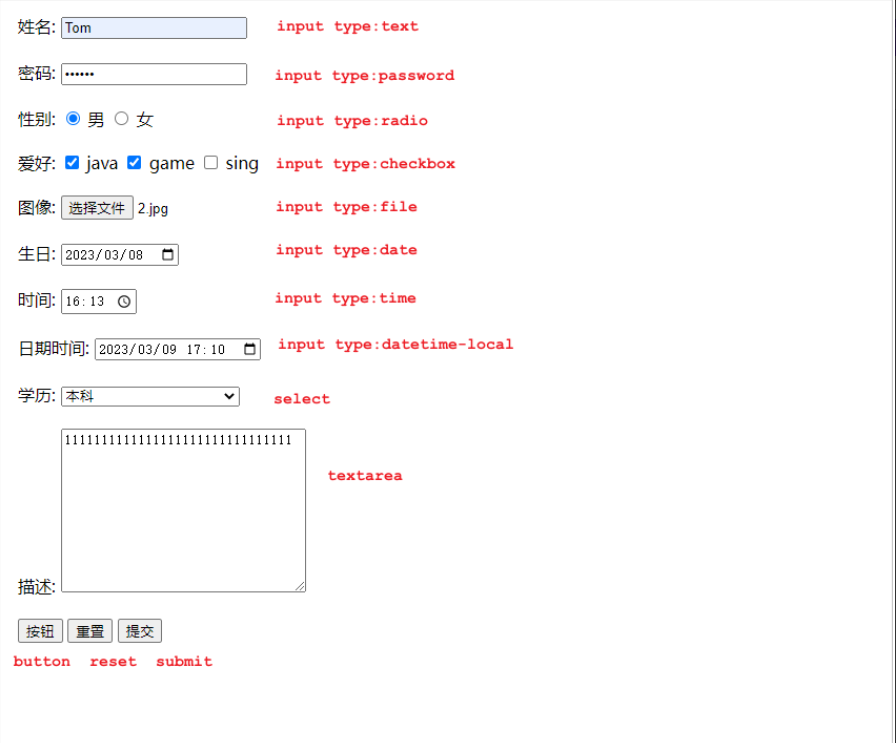 姓名: Tom input type:text
密码: •••••• input type:password
性别: 男 女 input type:radio
爱好: java game sing input type:checkbox
图像: 选择文件 2.jpg input type:file
生日: 2023/03/08 input type:date
时间: 16:13 input type:time
日期时间: 2023/03/09 17:10 input type:datetime-local
学历: 本科 select
1111111111111111111111111111111
textarea
描述:
按钮 重置 提交
button reset submit